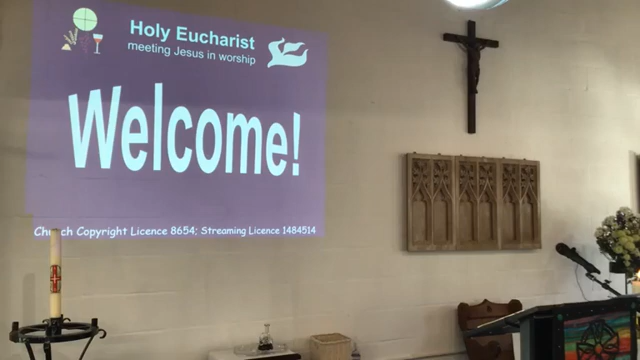 Holy Eucharist
meeting Jesus in worship
Welcome!
Church Copyright Licence 8654; Streaming Licence 1484514